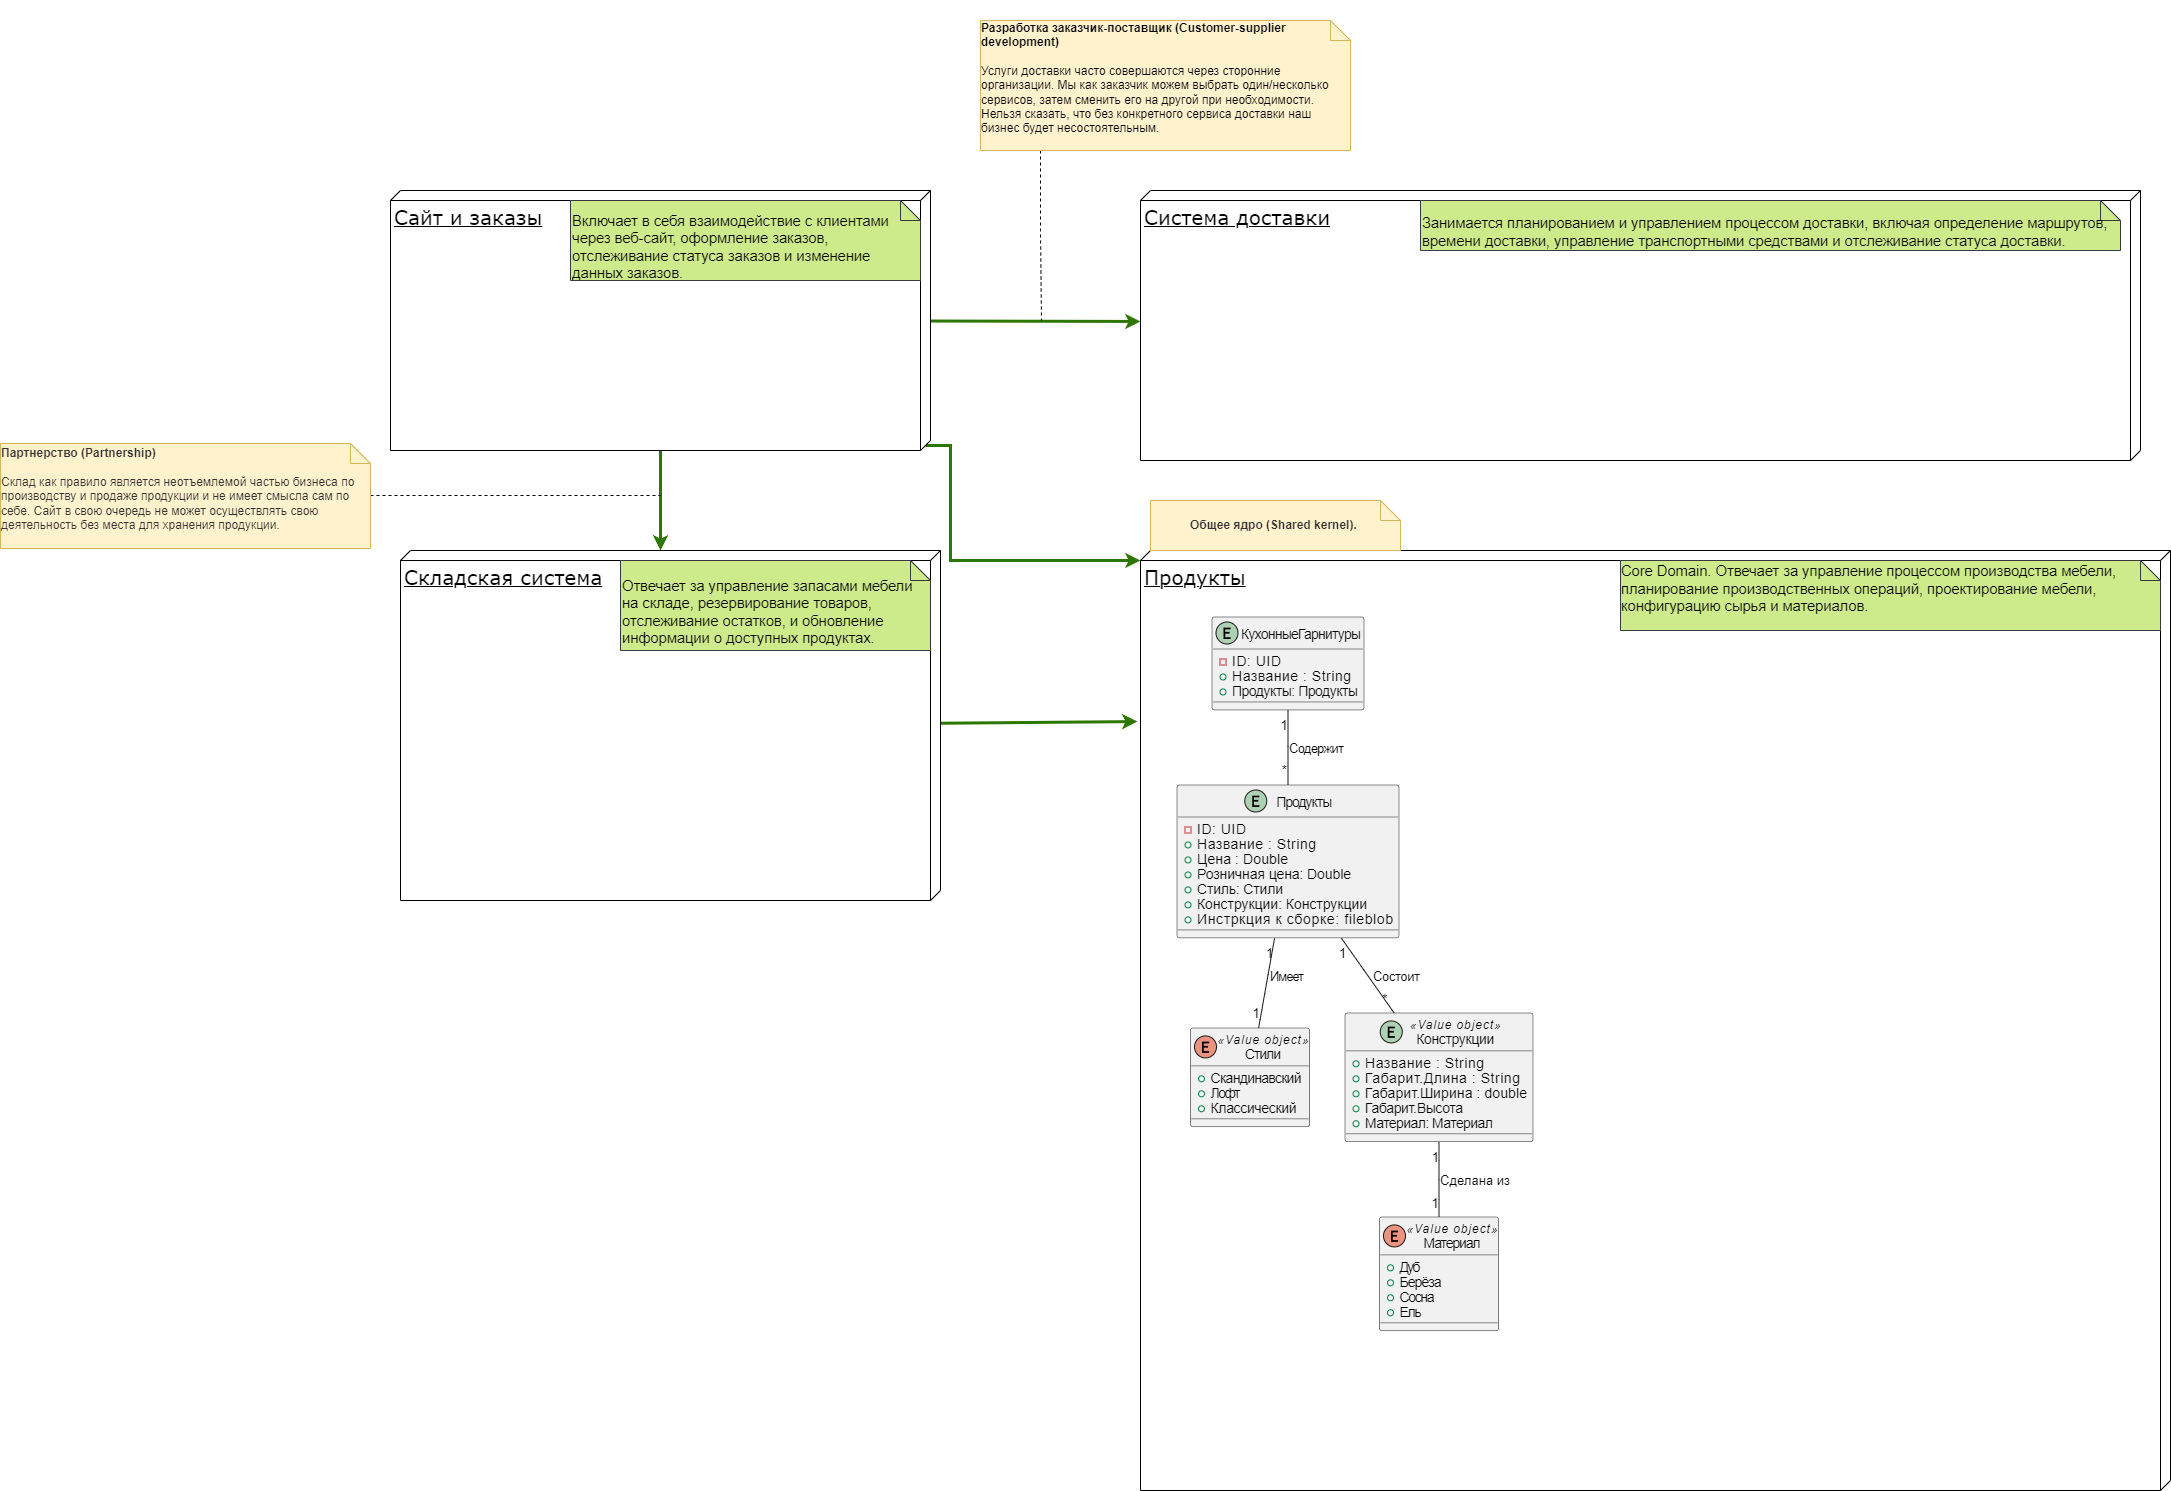 Разработка заказчик-поставщик (Customer-supplier
development)
Услуги доставки часто совершаются через сторонние
организации. Мы как заказчик можем выбрать один/несколько
сервисов, затем сменить его на другой при необходимости.
Нельзя сказать, что без конкретного сервиса доставки наш
бизнес будет несостоятельным.
Сайт и заказы
Включает в себя взаимодействие с клиентами
через веб-сайт, оформление заказов,
отслеживание статуса заказов и изменение
данных заказов.
Система доставки
Занимается планированием и управлением процессом доставки, включая определение маршрутов,
времени доставки, управление транспортными средствами и отслеживание статуса доставки.
Партнерство (Partnership)
Склад как правило является неотъемлемой частью бизнеса по
производству и продаже продукции и не имеет смысла сам по
себе. Сайт в свою очередь не может осуществлять свою
деятельность без места для хранения продукции.
Общее ядро (Shared kernel).
Складская система
Отвечает за управление запасами мебели
на складе, резервирование товаров,
отслеживание остатков, и обновление
информации о доступных продуктах.
Продукты
Core Domain. Отвечает за управление процессом производства мебели,
планирование производственных операций, проектирование мебели,
конфигурацию сырья и материалов.
E КухонныеГарнитуры
ID: UID
Название : String
Продукты: Продукты
1
Содержит
*
E Продукты
ID: UID
Название : String
Цена : Double
Розничная цена: Double
Стиль: Стили
Конструкции: Конструкции
Инстркция к сборке: fileblob
1
Имеет
1
1
Состоит
*
E «Value object»
Стили
Скандинавский
Лофт
Классический
E «Value object»
Конструкции
Название : String
Габарит.Длина : String
Габарит.Ширина : double
Габарит.Высота
Материал: Материал
1
Сделана из
1
E «Value object»
Материал
Дуб
Берёза
Сосна
Ель